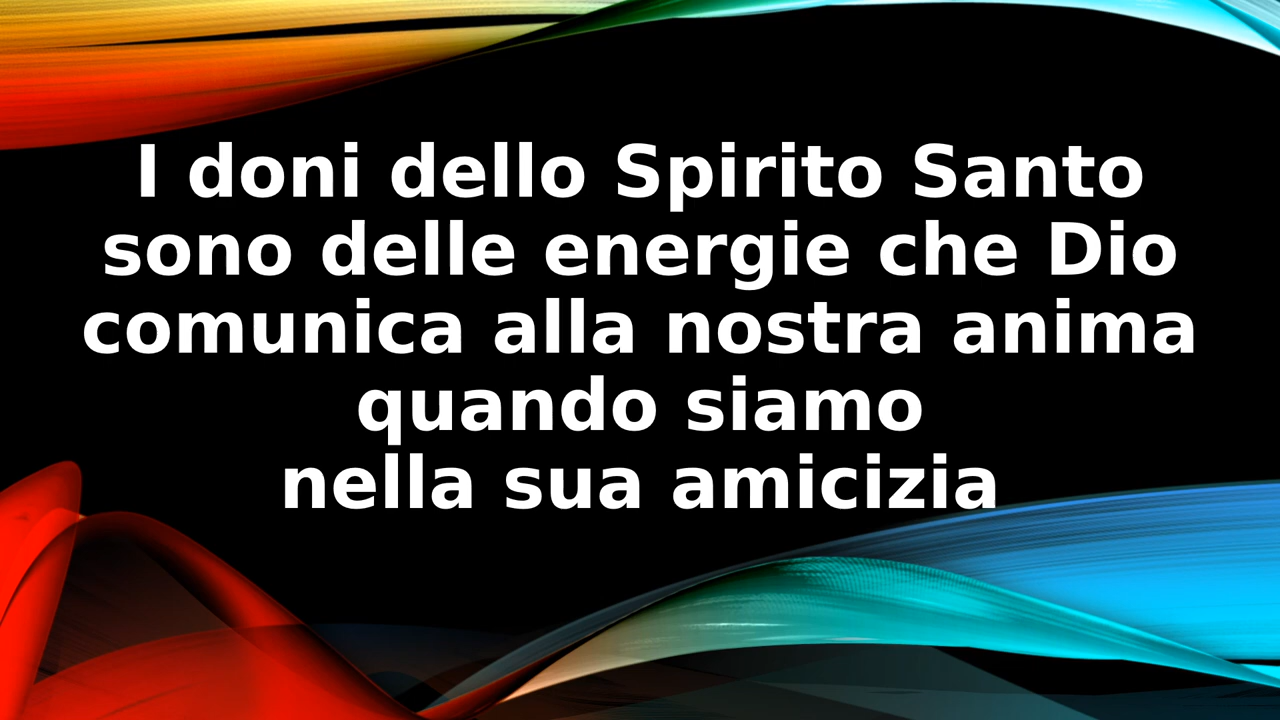 I doni dello Spirito Santo
sono delle energie che Dio
comunica alla nostra anima
quando siamo
nella sua amicizia